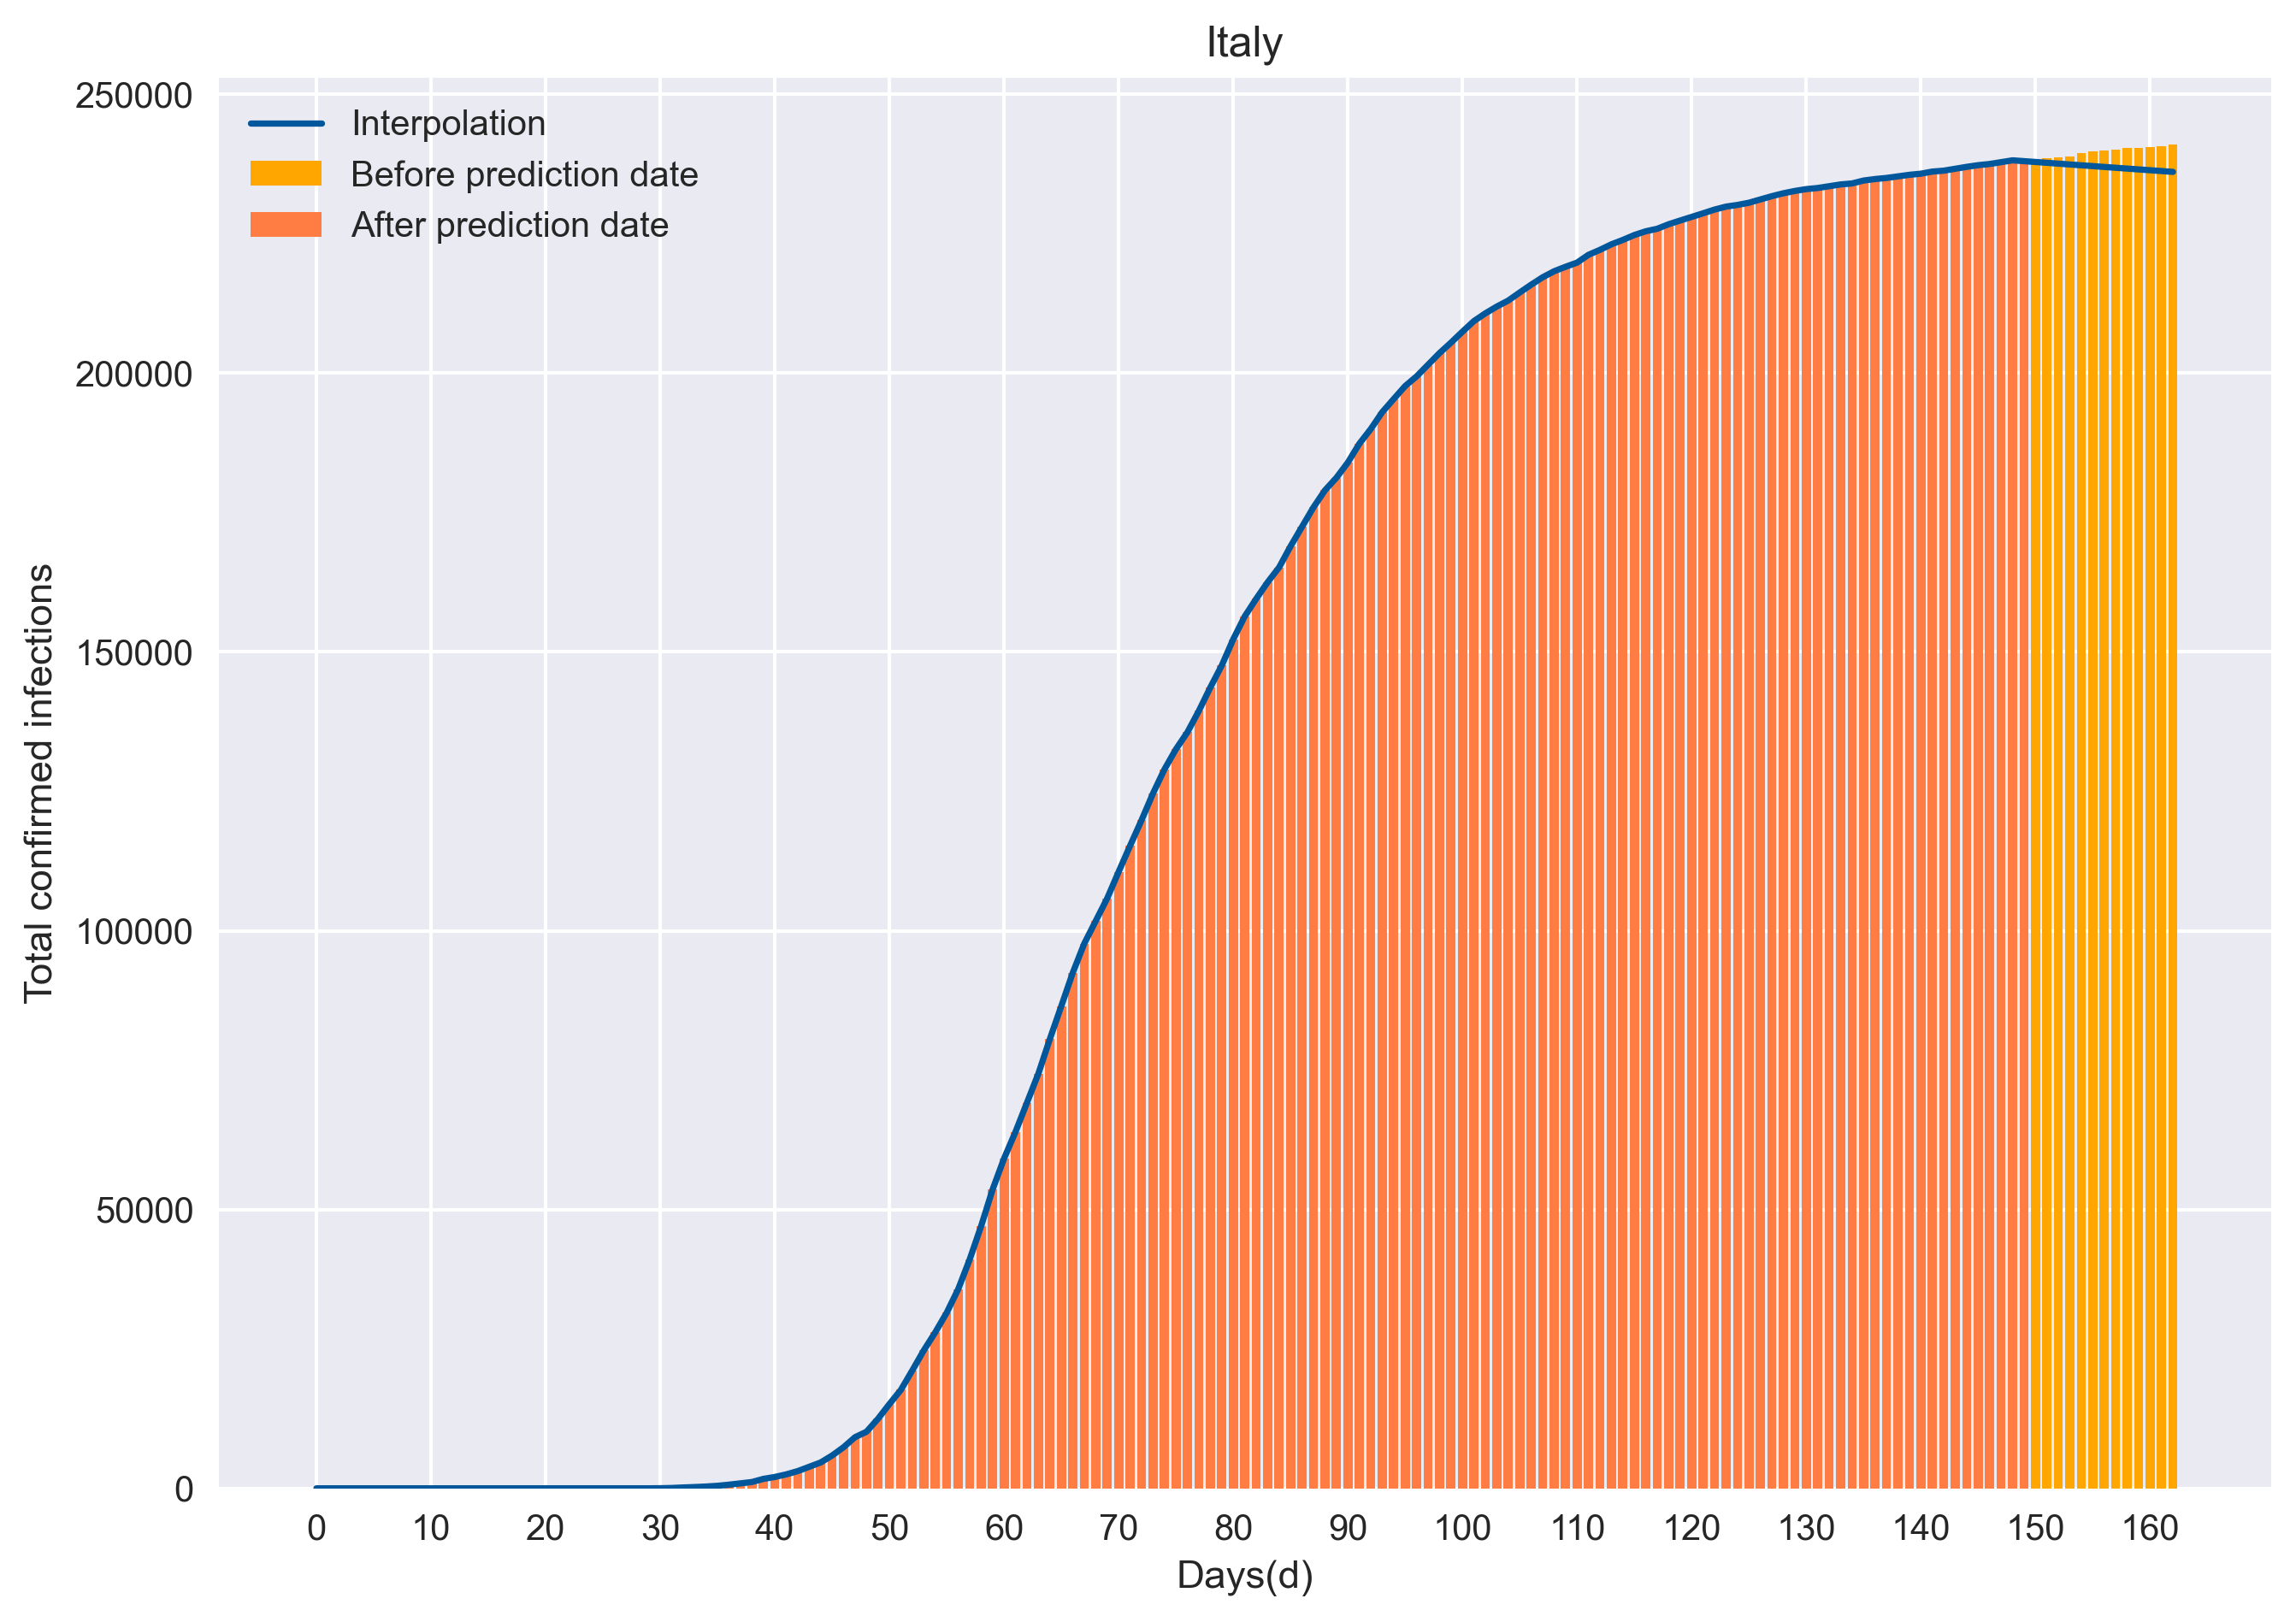 Italy
250000
200000
150000
100000
50000
0
Total confirmed infections
Interpolation
Before prediction date
After prediction date
0 10 20 30 40 50 60 70 80 90 100 110 120 130 140 150 160
Days(d)